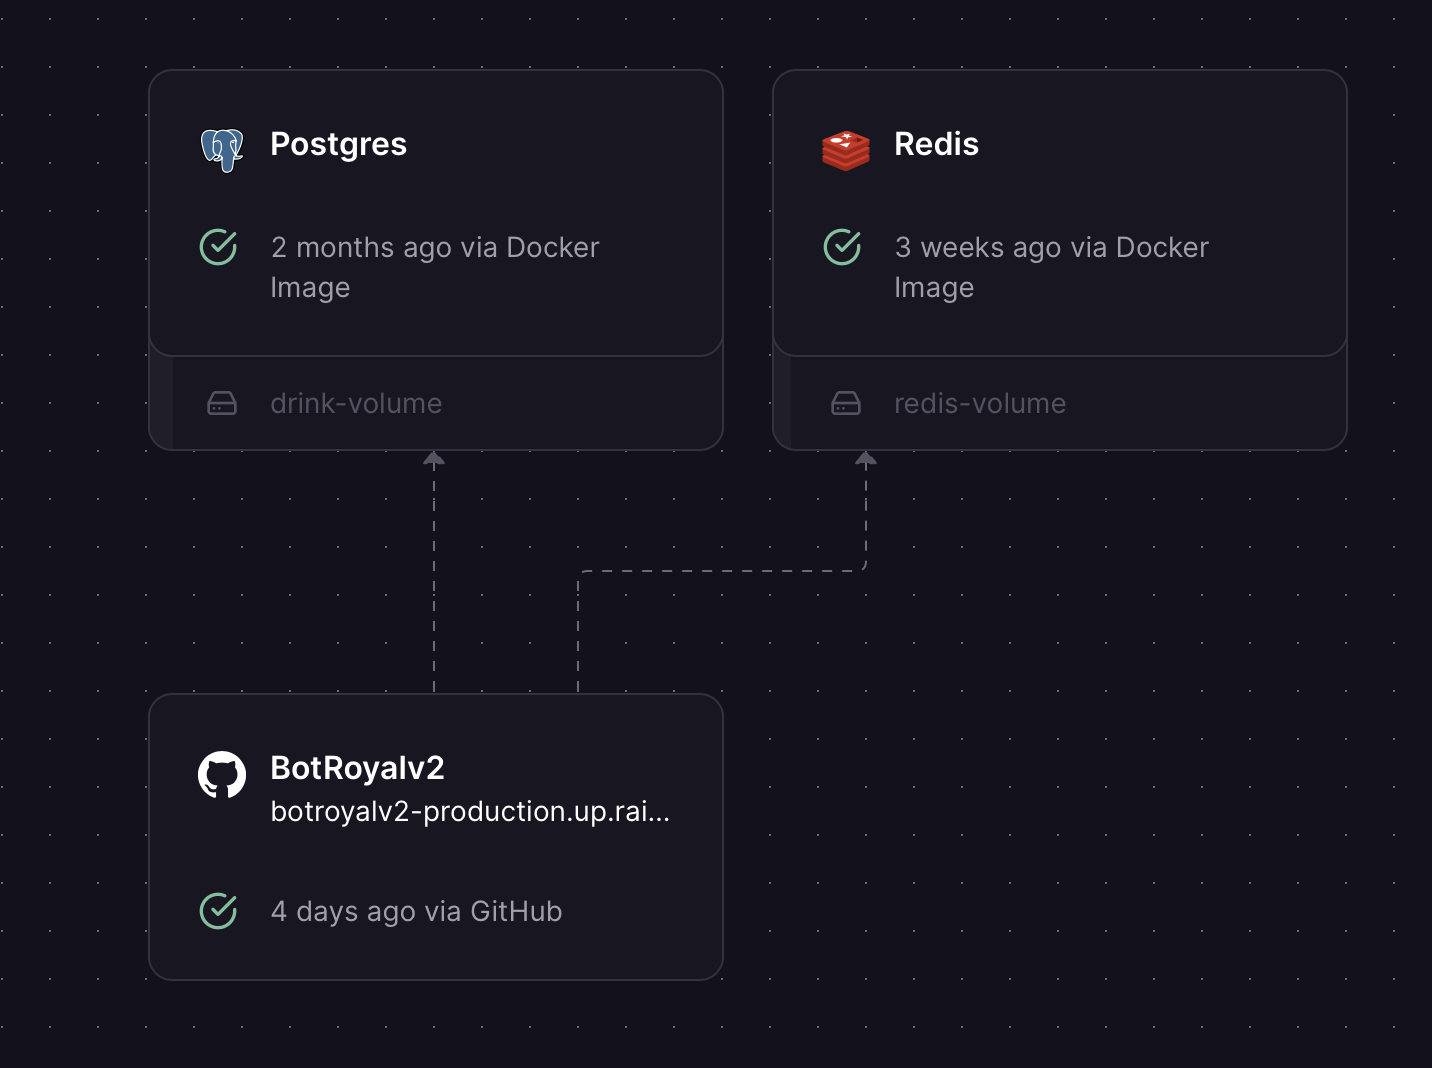 Postgres
2 months ago via Docker
Image
drink-volume
Redis
3 weeks ago via Docker
Image
redis-volume
BotRoyalv2
botroyalv2-production.up.rai...
4 days ago via GitHub